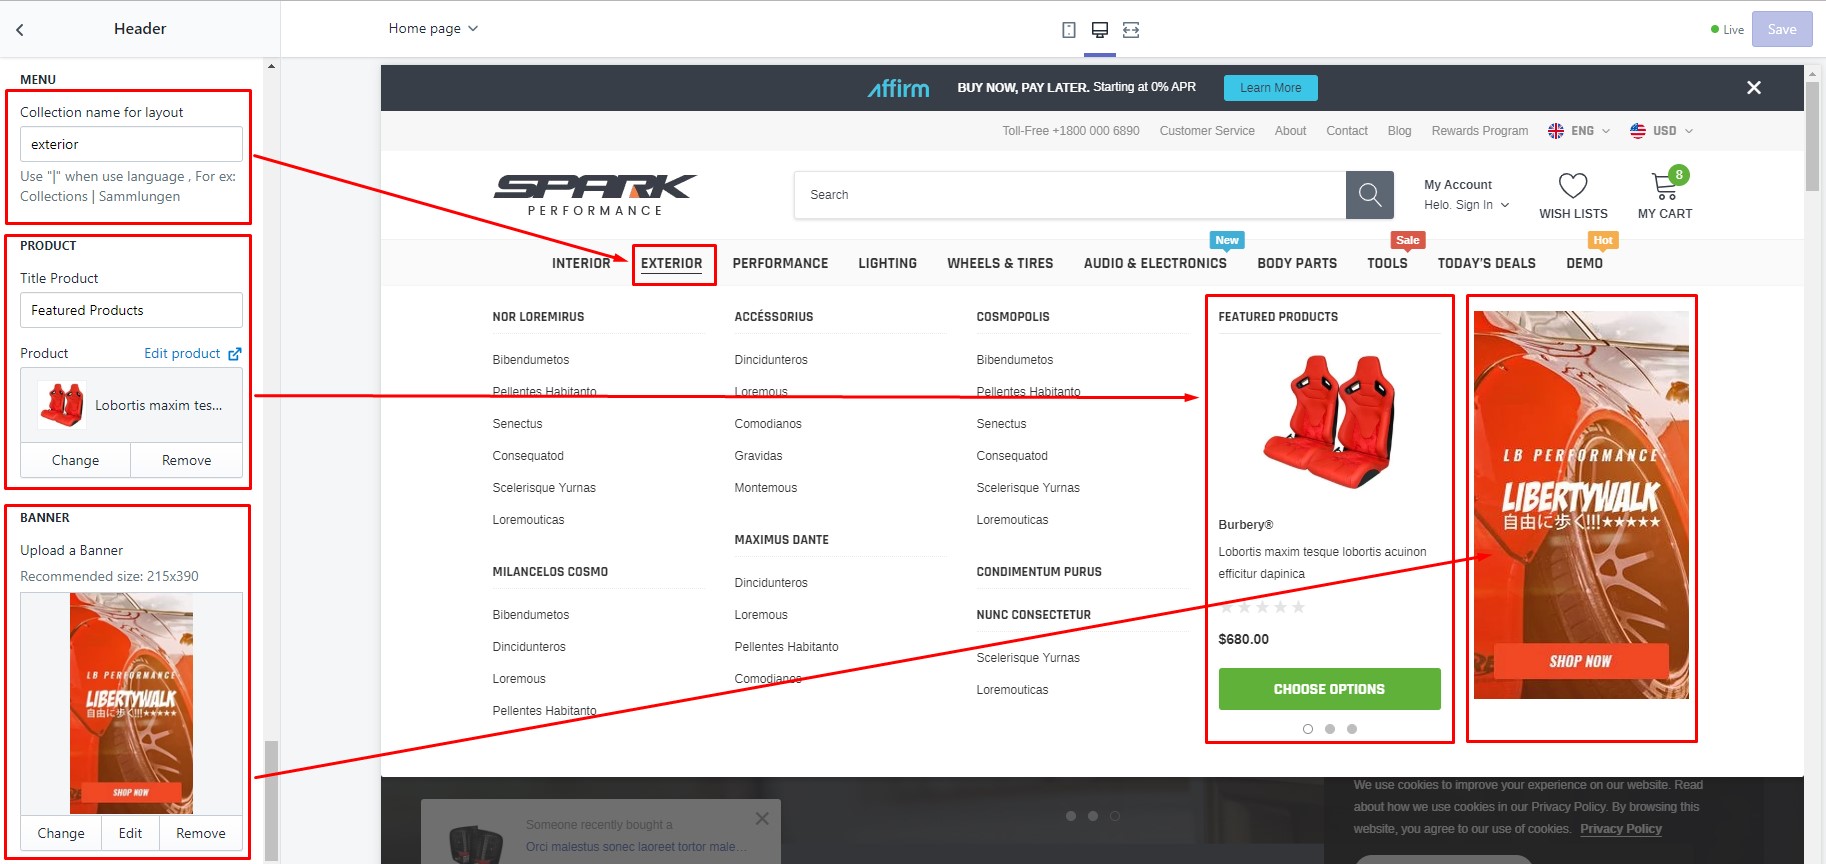 Header
MENU
Collection name for layout
exterior
Use "|" when use language , For ex:
Collections | Sammlungen
PRODUCT
Title Product
Featured Products
Product
Edit product
Lobortis maxim tes...
Change
Remove
BANNER
Upload a Banner
Recommended size: 215x390
LB PERFORMANCE
LIBERTYWALK
自由に歩く!!!★★★★★
SHOP NOW
Change
Edit
Remove
Home page
Live
Save
affirm
BUY NOW, PAY LATER. Starting at 0% APR
Learn More
Toll-Free +1800 000 6890
Customer Service
About
Contact
Blog
Rewards Program
ENG
USD
SPARK
PERFORMANCE
Search
My Account
Helo. Sign In
WISH LISTS
8
MY CART
New
Sale
Hot
INTERIOR
EXTERIOR
PERFORMANCE
LIGHTING
WHEELS & TIRES
AUDIO & ELECTRONICS
BODY PARTS
TOOLS
TODAY'S DEALS
DEMO
NOR LOREMIRUS
Bibendumetos
Pellentes Habitanto
Senectus
Consequatod
Scelerisque Yurnas
Loremouticas
MILANCELOS COSMO
Bibendumetos
Dincidunteros
Loremous
Pellentes Habitanto
ACCÉSSORIUS
Dincidunteros
Loremous
Comodianos
Gravidas
Montemous
MAXIMUS DANTE
Dincidunteros
Loremous
Pellentes Habitanto
Comodianos
COSMOPOLIS
Bibendumetos
Pellentes Habitanto
Senectus
Consequatod
Scelerisque Yurnas
Loremouticas
CONDIMENTUM PURUS
NUNC CONSECTETUR
Scelerisque Yurnas
Loremouticas
FEATURED PRODUCTS
Burbery®
Lobortis maxim tesque lobortis acuinon
efficitur dapinica
$680.00
CHOOSE OPTIONS
LB PERFORMANCE
LIBERTYWALK
自由に歩く!!!★★★★★
SHOP NOW
Someone recently bought a
Orci malestus sonec laoreet tortor male...
We use cookies to improve your experience on our website. Read
about how we use cookies in our Privacy Policy. By browsing this
website, you agree to our use of cookies. Privacy Policy